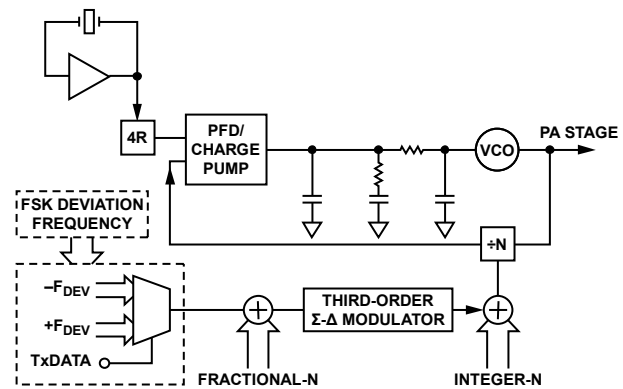 4R
PFD/
CHARGE
PUMP
VCO
PA STAGE
÷N
FSK DEVIATION
FREQUENCY
–FDEV
+FDEV
TxDATA
THIRD-ORDER
Σ-Δ MODULATOR
FRACTIONAL-N
INTEGER-N